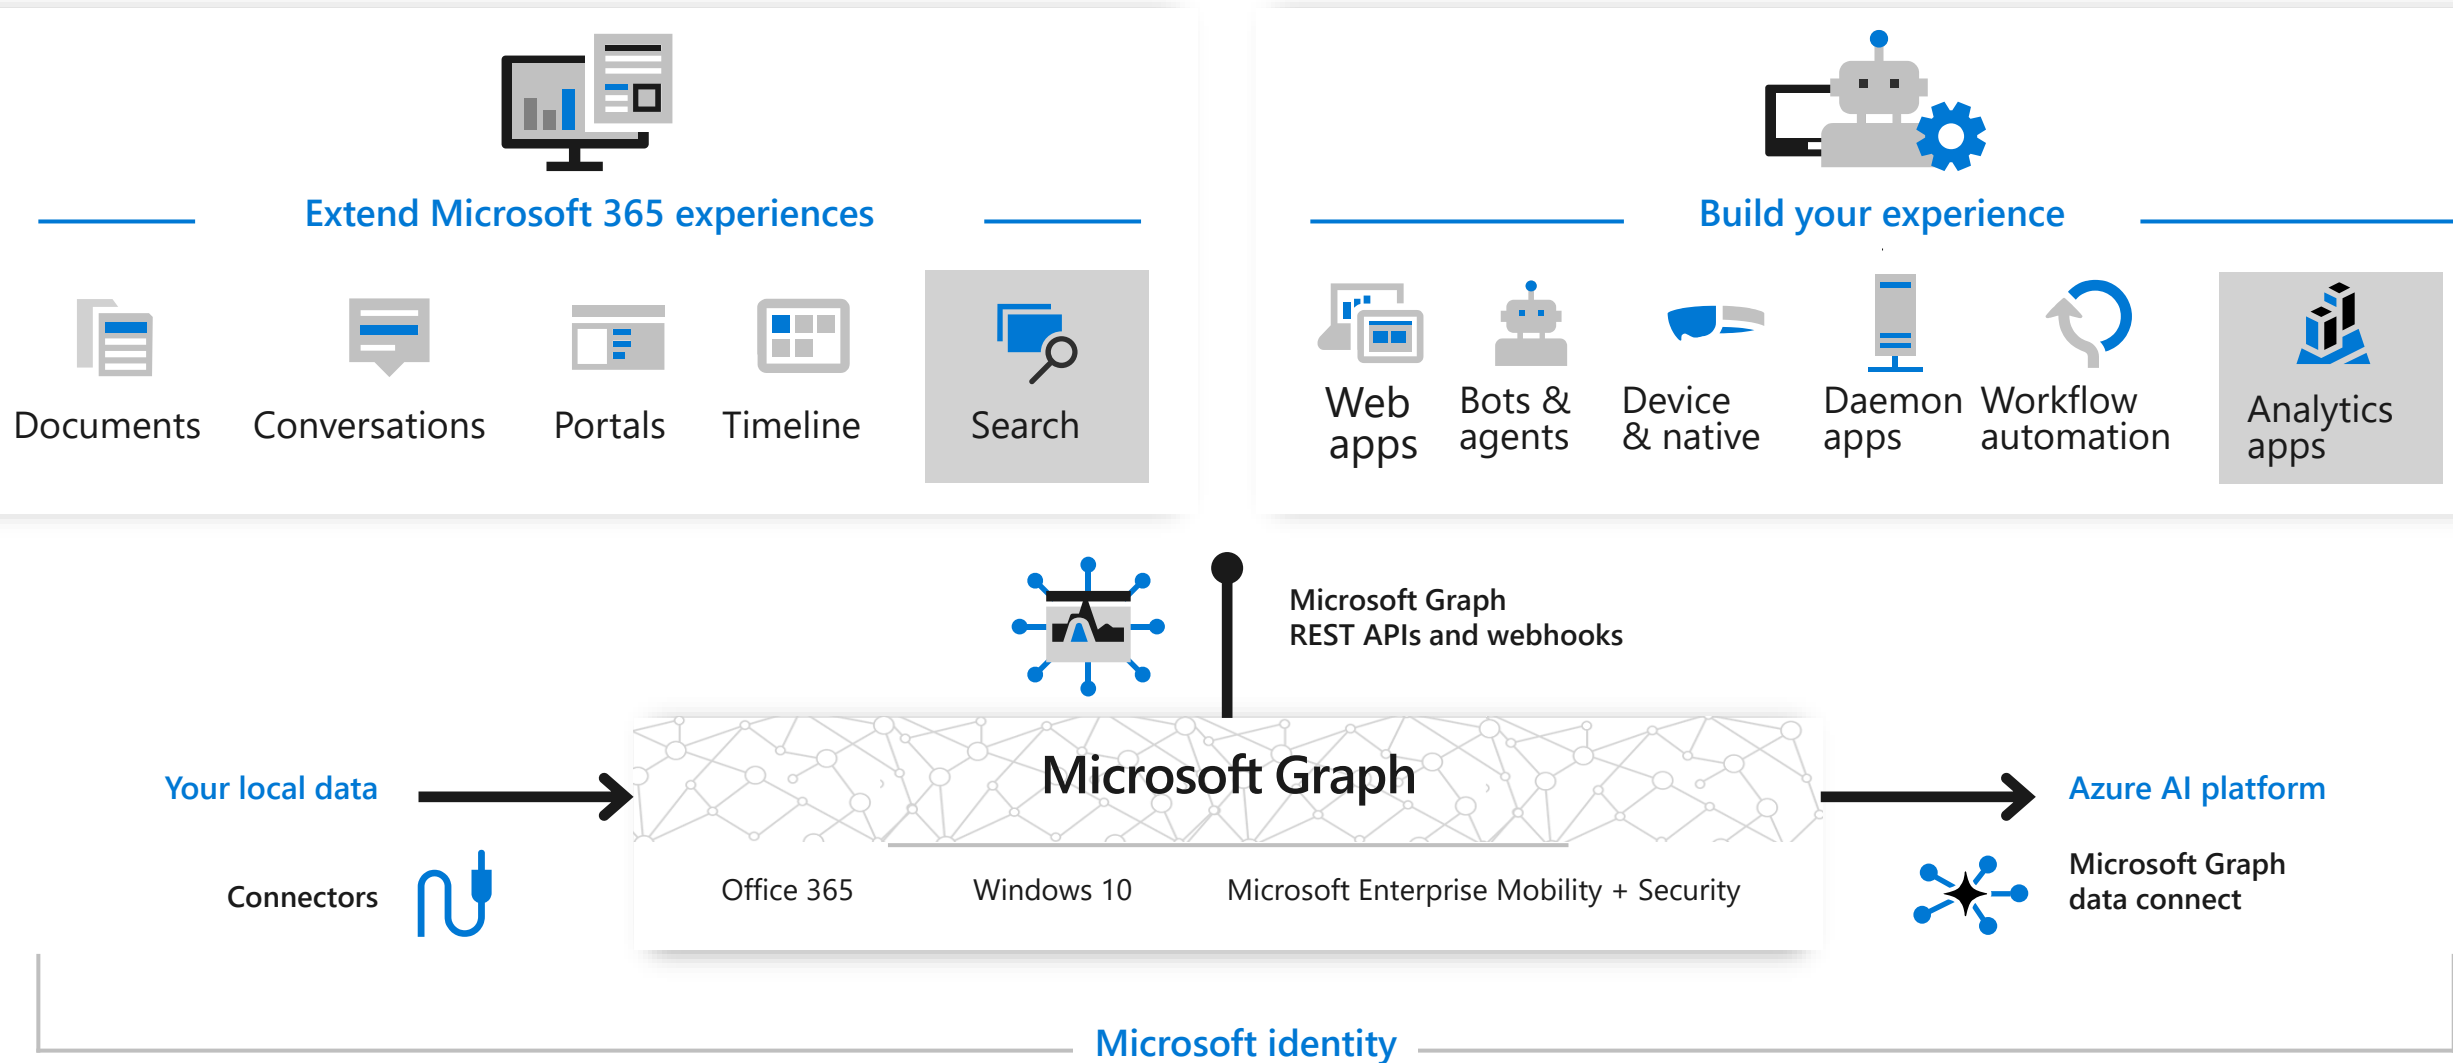 Extend Microsoft 365 experiences
Documents
Conversations
Portals
Timeline
Search
Build your experience
Web
apps
Bots &
agents
Device
& native
Daemon
apps
Workflow
automation
Analytics
apps
Microsoft Graph
REST APIs and webhooks
Your local data
Connectors
Microsoft Graph
Office 365
Windows 10
Microsoft Enterprise Mobility + Security
Azure AI platform
Microsoft Graph
data connect
Microsoft identity